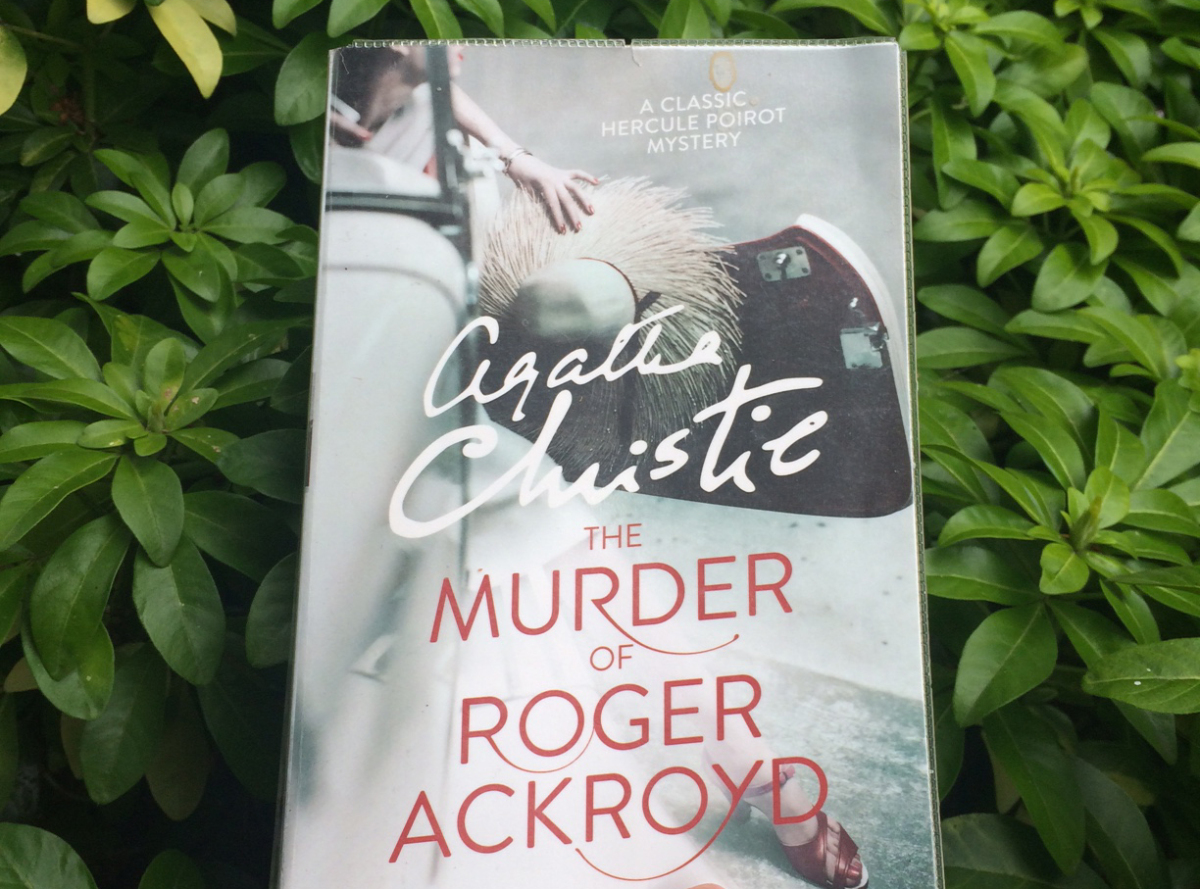 A CLASSIC
HERCULE POIROT
MYSTERY
Agatha
Christie
THE
MURDER
OF
ROGER
ACKROYD